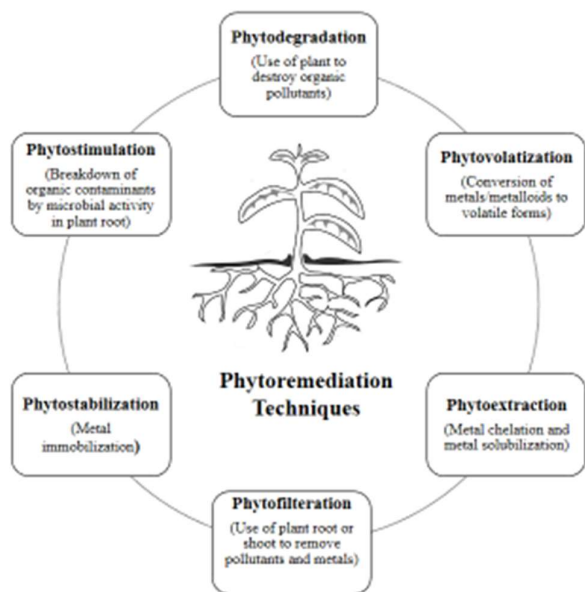 Phytodegradation
(Use of plant to
destroy organic
pollutants)
Phytostimulation
(Breakdown of
organic contaminants
by microbial activity
in plant root)
Phytovolatization
(Conversion of
metals/metalloids to
volatile forms)
Phytoremediation
Techniques
Phytostabilization
(Metal
immobilization)
Phytoextraction
(Metal chelation and
metal solubilization)
Phytofilteration
(Use of plant root or
shoot to remove
pollutants and metals)